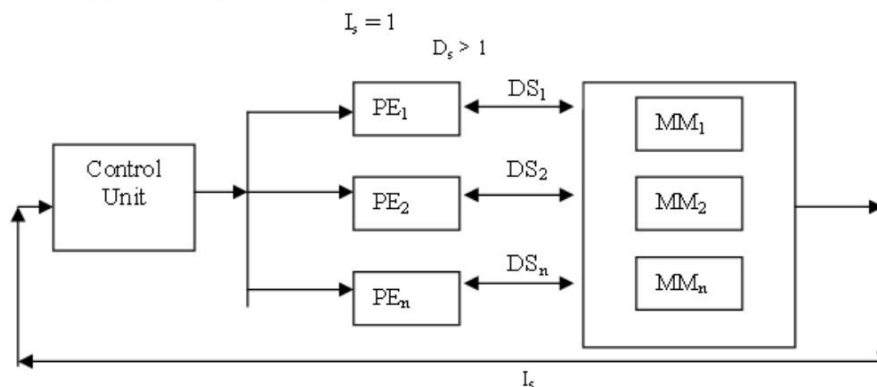 Iₛ = 1
Dₛ > 1
PE₁
DS₁
MM₁
Control
Unit
PE₂
DS₂
MM₂
PEₙ
DSₙ
MMₙ
Iₛ